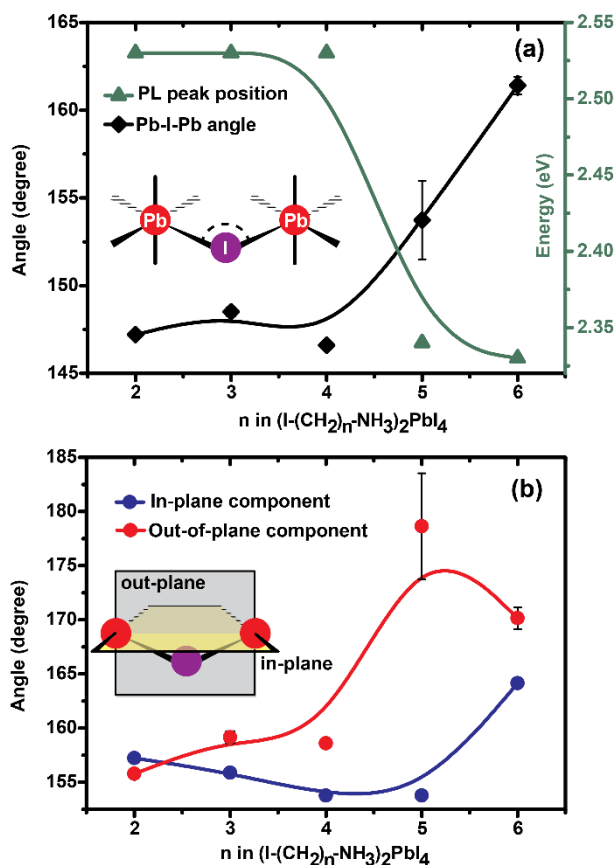 (a)
PL peak position
Pb-I-Pb angle
Pb
Pb
I
Angle (degree)
165
160
155
150
145
Energy (eV)
2.55
2.50
2.45
2.40
2.35
2 3 4 5 6
n in (I-(CH2)n-NH3)2PbI4
(b)
In-plane component
Out-of-plane component
out-plane
in-plane
Angle (degree)
185
180
175
170
165
160
155
2 3 4 5 6
n in (I-(CH2)n-NH3)2PbI4